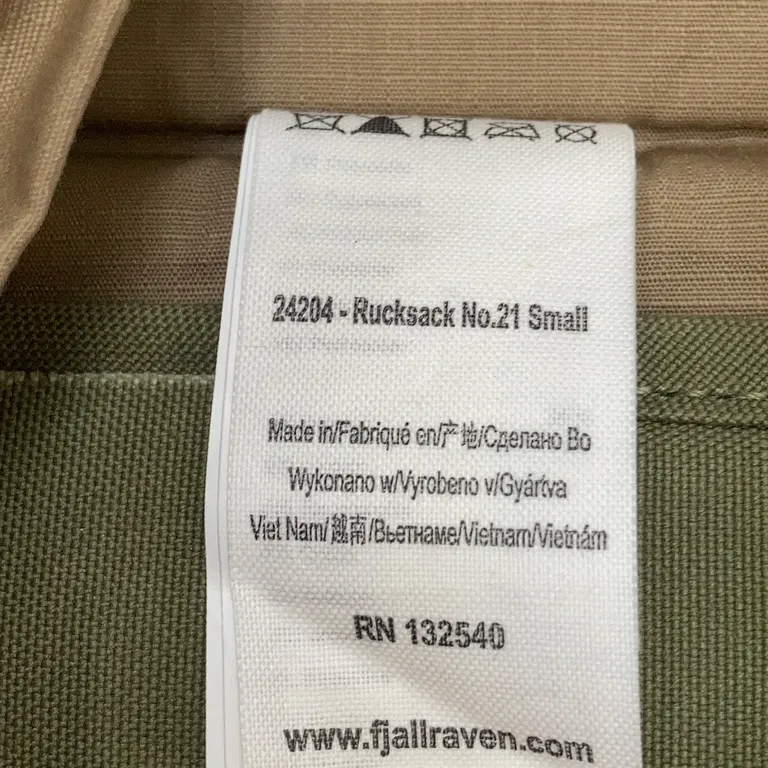 24204 - Rucksack No.21 Small
Made in/Fabriqué en/产地/Сделано Во
Wykonano w/Vyrobeno v/Gyártva
Viet Nam/越南/Вьетнаме/Vietnam/Vietnám
RN 132540
www.fjallraven.com